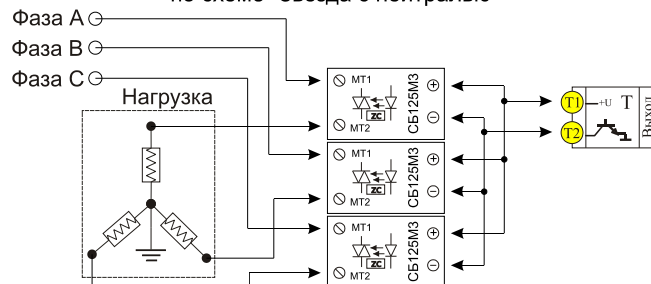 по схеме "Звезда с нейтралью"
Фаза A
Фаза B
Фаза C
Нагрузка
MT1
MT2
ZC
СБ125М3
MT1
MT2
ZC
СБ125М3
MT1
MT2
ZC
СБ125М3
T1
+U
T
T2
Выход